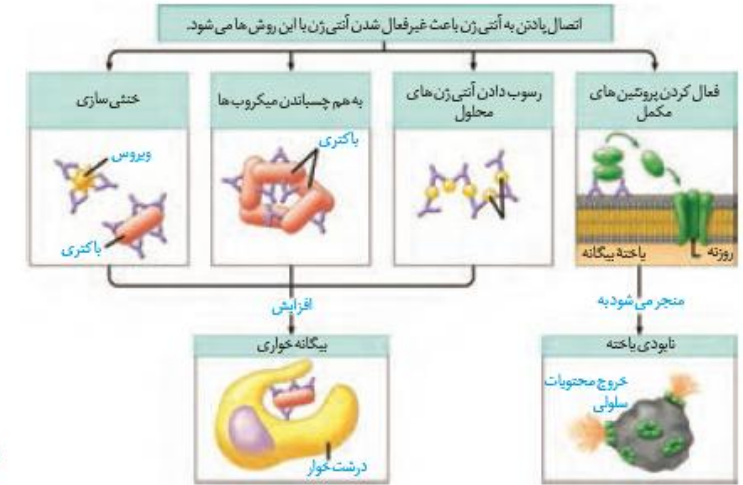 اتصال پادتن به آنتی‌ژن باعث غیرفعال شدن آنتی‌ژن با این روش‌ها می‌شود.
فعال کردن پروتئین‌های
مکمل
رسوب دادن آنتی‌ژن‌های
محلول
به هم چسباندن میکروب‌ها
خنثی سازی
باکتری
ویروس
باکتری
روزنه
یاختهٔ بیگانه
منجر می‌شود به
افزایش
نابودی یاخته
بیگانه خواری
خروج محتویات
سلولی
درشت خوار